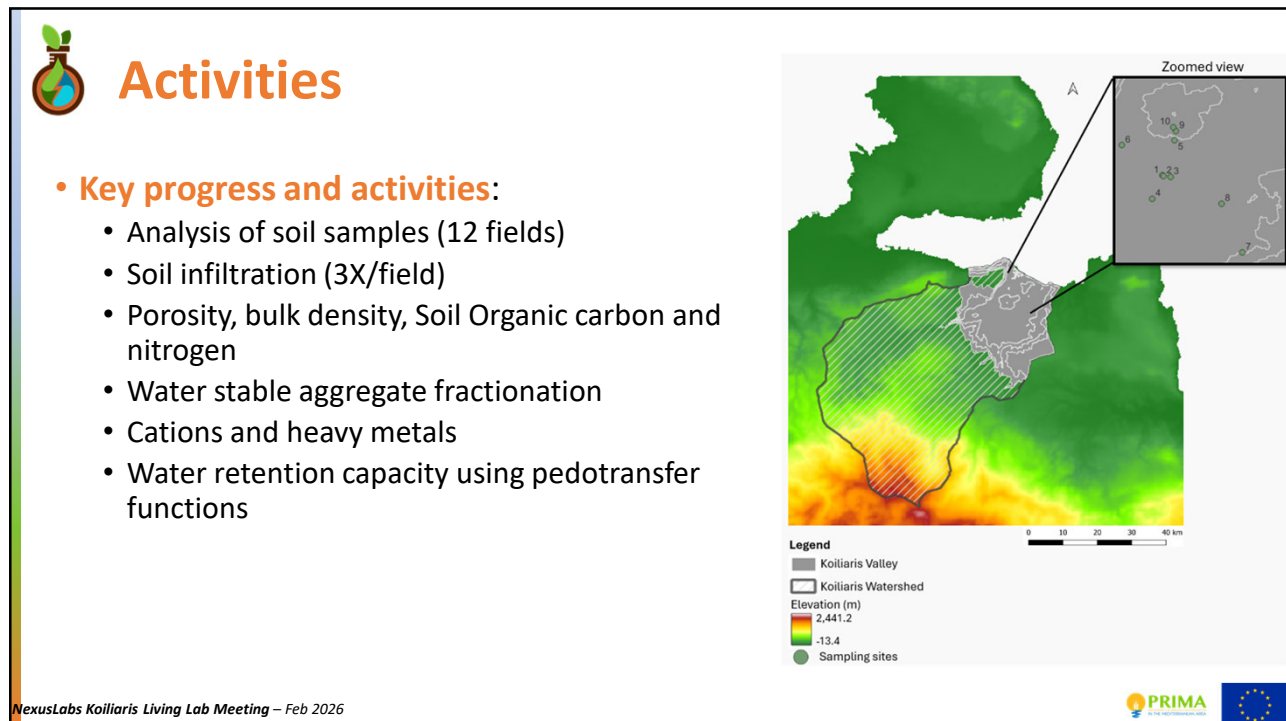 Activities
• Key progress and activities:
• Analysis of soil samples (12 fields)
• Soil infiltration (3X/field)
• Porosity, bulk density, Soil Organic carbon and
nitrogen
• Water stable aggregate fractionation
• Cations and heavy metals
• Water retention capacity using pedotransfer
functions
Zoomed view
10
9
5
6
1
2
3
4
8
7
0 10 20 30 40 km
Legend
Koiliaris Valley
Koiliaris Watershed
Elevation (m)
2,441.2
-13.4
Sampling sites
NexusLabs Koiliaris Living Lab Meeting – Feb 2026
PRIMA
IN THE MEDITERRANEAN AREA